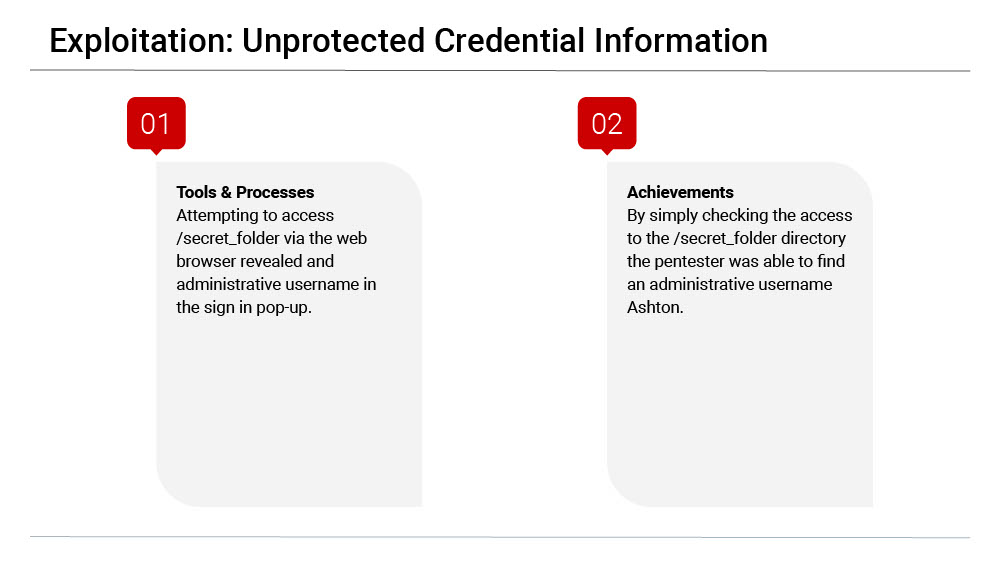 Exploitation: Unprotected Credential Information
01
Tools & Processes
Attempting to access
/secret_folder via the web
browser revealed and
administrative username in
the sign in pop-up.
02
Achievements
By simply checking the access
to the /secret_folder directory
the pentester was able to find
an administrative username
Ashton.